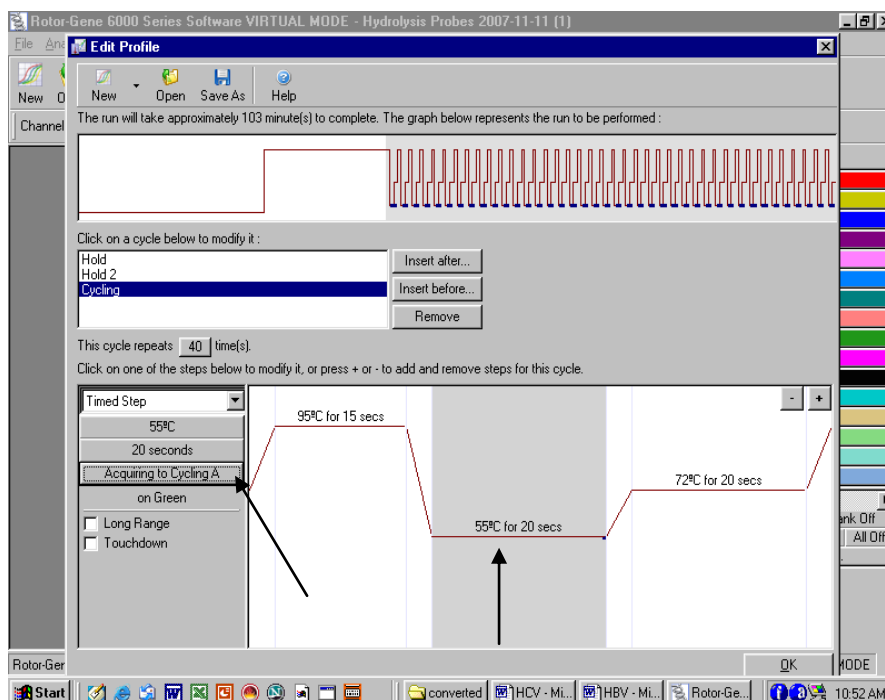 Rotor-Gene 6000 Series Software VIRTUAL MODE - Hydrolysis Probes 2007-11-11 (1)
File Ana
Edit Profile
New
New Open Save As Help
Channel
The run will take approximately 103 minute(s) to complete. The graph below represents the run to be performed :
Click on a cycle below to modify it :
Hold
Hold 2
Cycling
Insert after...
Insert before...
Remove
This cycle repeats 40 time(s).
Click on one of the steps below to modify it, or press + or - to add and remove steps for this cycle.
Timed Step
55ºC
20 seconds
Acquiring to Cycling A
on Green
Long Range
Touchdown
- +
95ºC for 15 secs
55ºC for 20 secs
72ºC for 20 secs
ank Off
All Off
OK
Rotor-Ger
MODE
Start
converted
HCV - Mi...
HBV - Mi...
Rotor-Ge...
10:52 AM